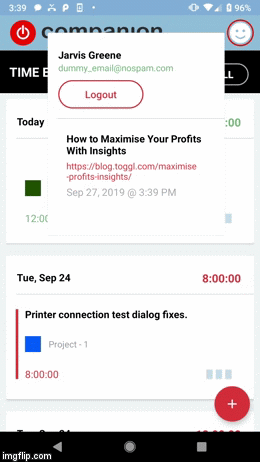 3:39
96%
companion
Jarvis Greene
dummy_email@nospam.com
TIME E
LL
Logout
Today
:00
How to Maximise Your Profits
With Insights
https://blog.toggl.com/maximise
-profits-insights/
Sep 27, 2019 @ 3:39 PM
12:00
Tue, Sep 24
8:00:00
Printer connection test dialog fixes.
Project - 1
8:00:00
+
imgflip.com